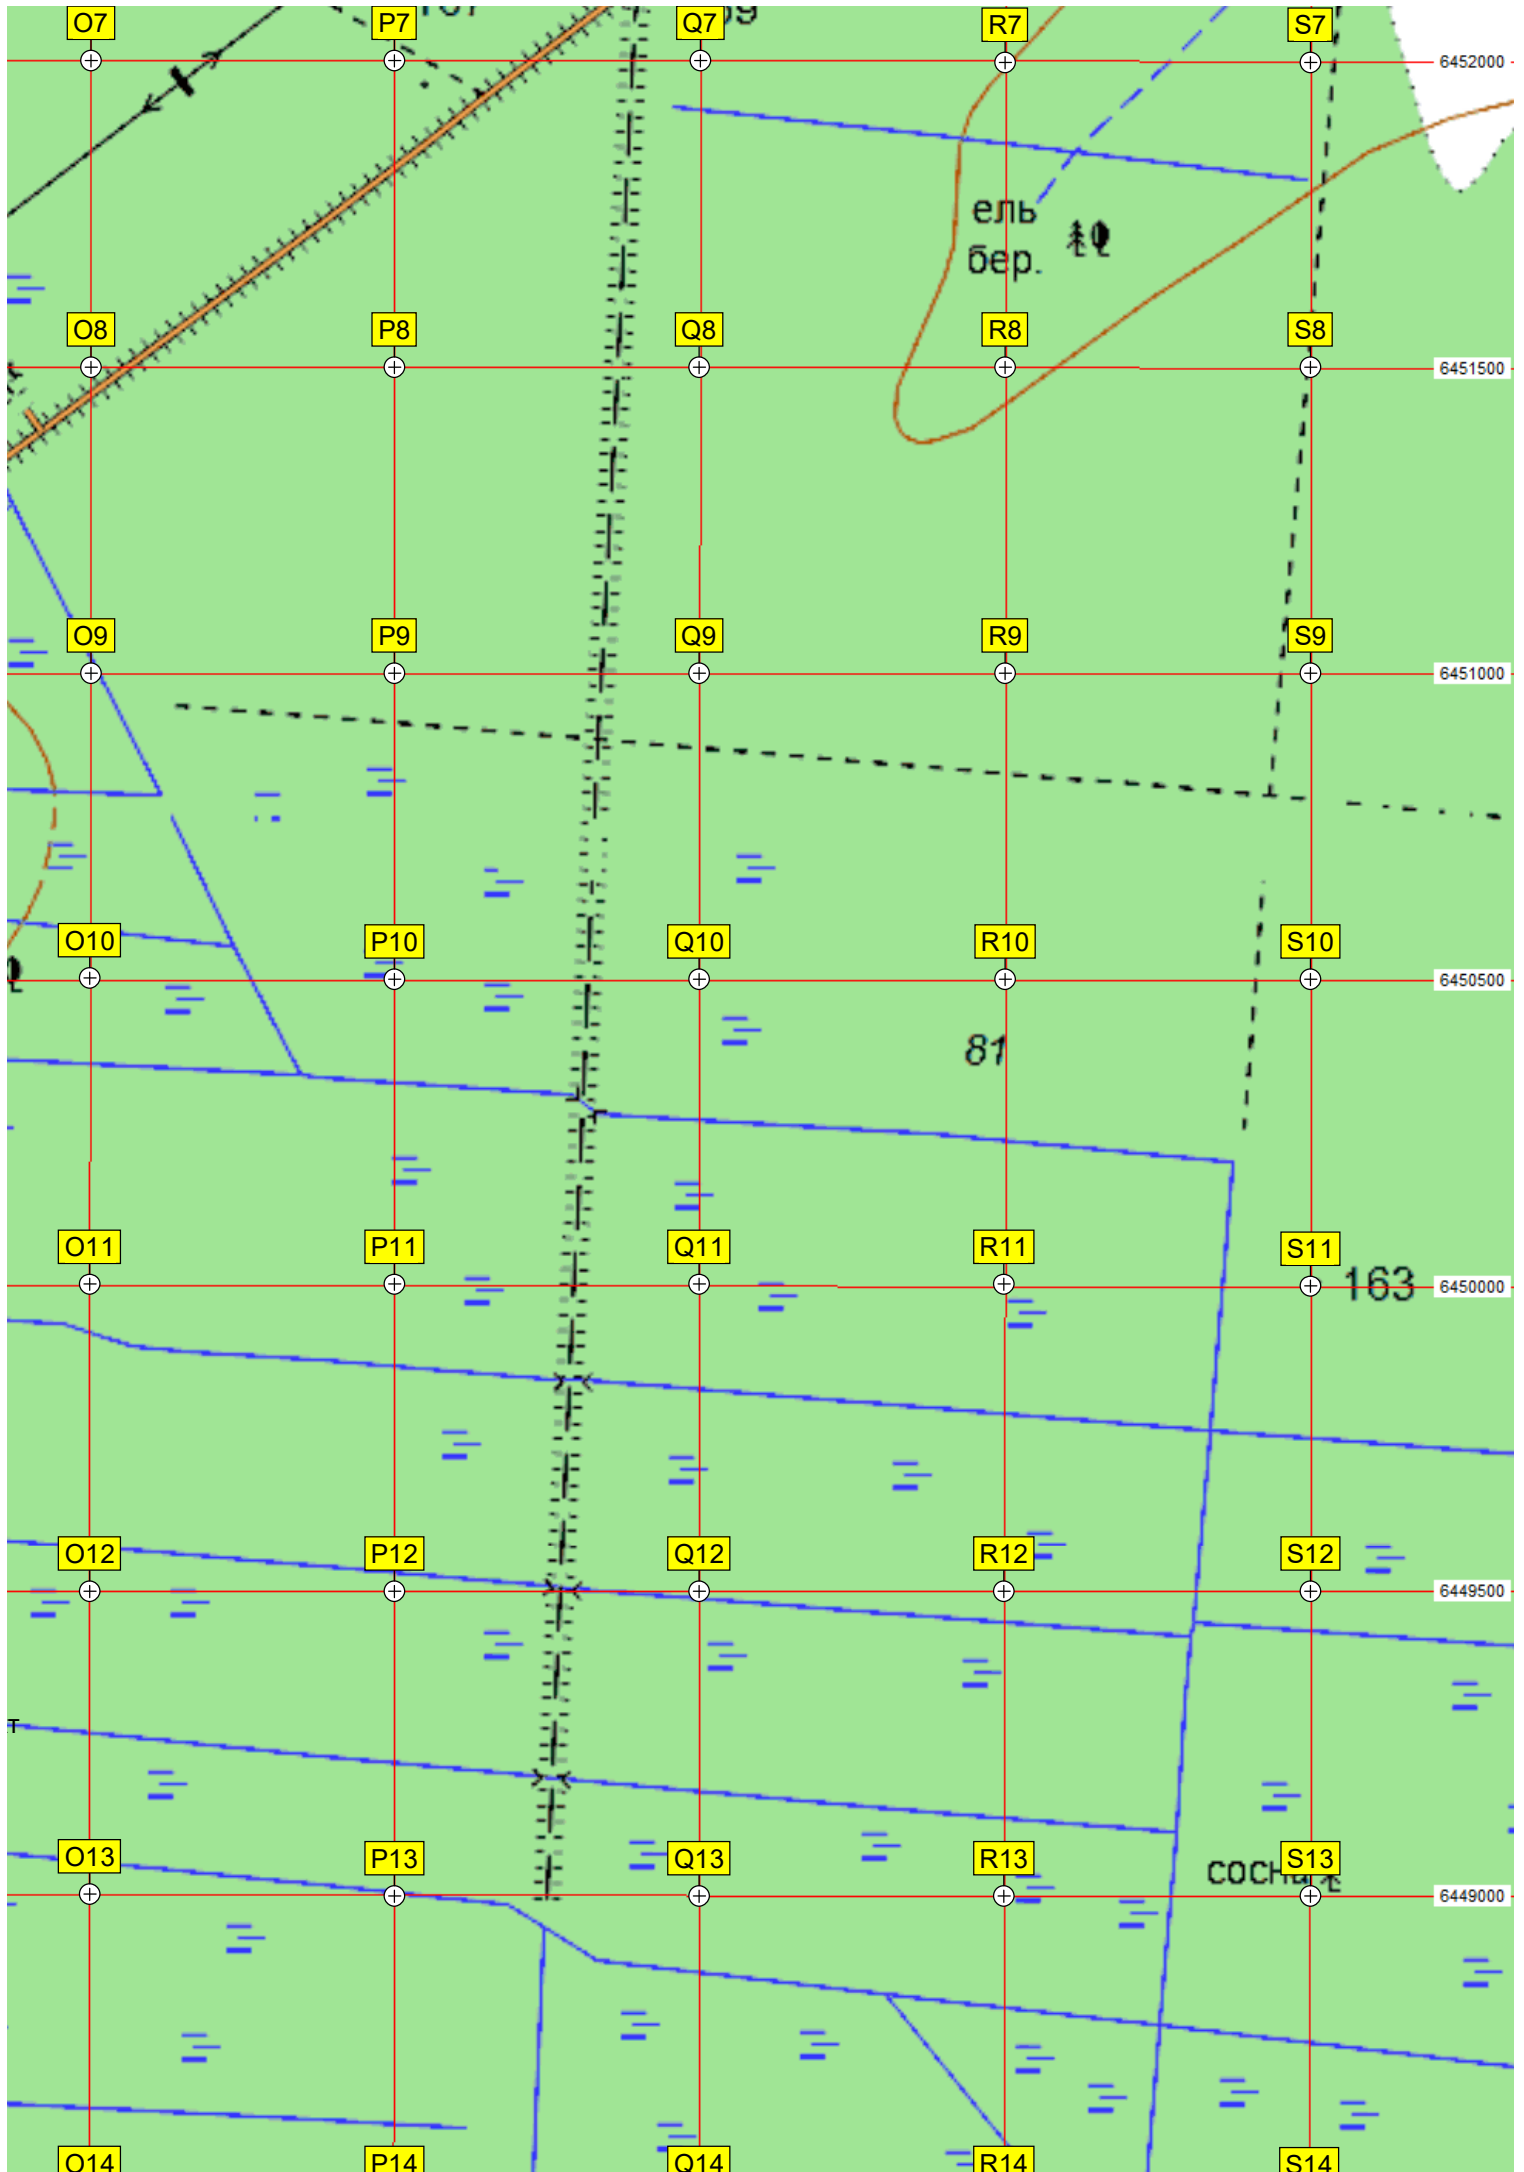 O7 P7 Q7 R7 S7
6452000
ель
бер.
O8 P8 Q8 R8 S8
6451500
O9 P9 Q9 R9 S9
6451000
O10 P10 Q10 R10 S10
6450500
81
O11 P11 Q11 R11 S11
163 6450000
O12 P12 Q12 R12 S12
6449500
т
O13 P13 Q13 R13 S13
сосна
6449000
O14 P14 Q14 R14 S14